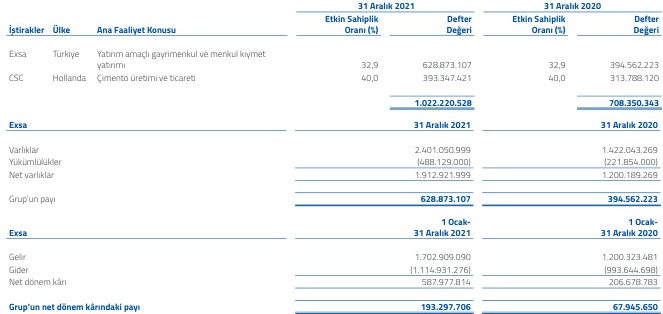 31 Aralık 2021 31 Aralık 2020
İştirakler Ülke Ana Faaliyet Konusu Etkin Sahiplik Oranı (%) Defter Değeri Etkin Sahiplik Oranı (%) Defter Değeri
Exsa Türkiye Yatırım amaçlı gayrimenkul ve menkul kıymet
yatırımı 32,9 628.873.107 32,9 394.562.223
CSC Hollanda Çimento üretimi ve ticareti 40,0 393.347.421 40,0 313.788.120
1.022.220.528 708.350.343
Exsa 31 Aralık 2021 31 Aralık 2020
Varlıklar 2.401.050.999 1.422.043.269
Yükümlülükler (488.129.000) (221.854.000)
Net varlıklar 1.912.921.999 1.200.189.269
Grup'un payı 628.873.107 394.562.223
1 Ocak- 1 Ocak-
Exsa 31 Aralık 2021 31 Aralık 2020
Gelir 1.702.909.090 1.200.323.481
Gider (1.114.931.276) (993.644.698)
Net dönem kârı 587.977.814 206.678.783
Grup'un net dönem kârındaki payı 193.297.706 67.945.650